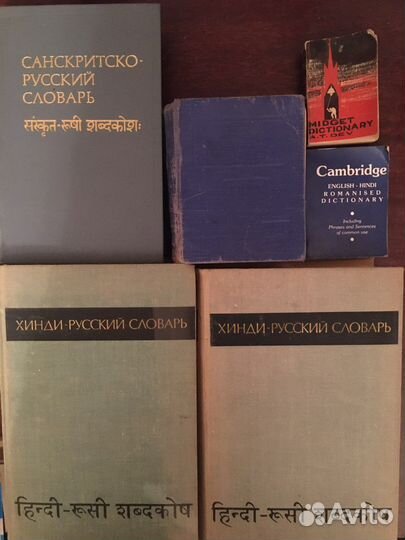 САНСКРИТСКО-
РУССКИЙ
СЛОВАРЬ
संस्कृत-रूषी शब्दकोशः
MIDGET
DICTIONARY
A.T. DEV
Cambridge
ENGLISH - HINDI
ROMANISED
DICTIONARY
Including
Phrases and Sentences
of common use
ХИНДИ-РУССКИЙ СЛОВАРЬ
हिन्दी-रूसी शब्दकोष
ХИНДИ-РУССКИЙ СЛОВАРЬ
हिन्दी-रूसी शब्दकोष
Avito